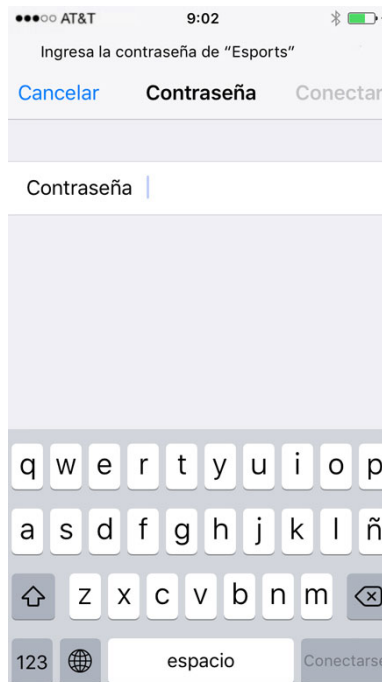 AT&T 9:02
Ingresa la contraseña de “Esports”
Cancelar Contraseña Conectar
Contraseña
q w e r t y u i o p
a s d f g h j k l ñ
z x c v b n m
123 espacio Conectarse